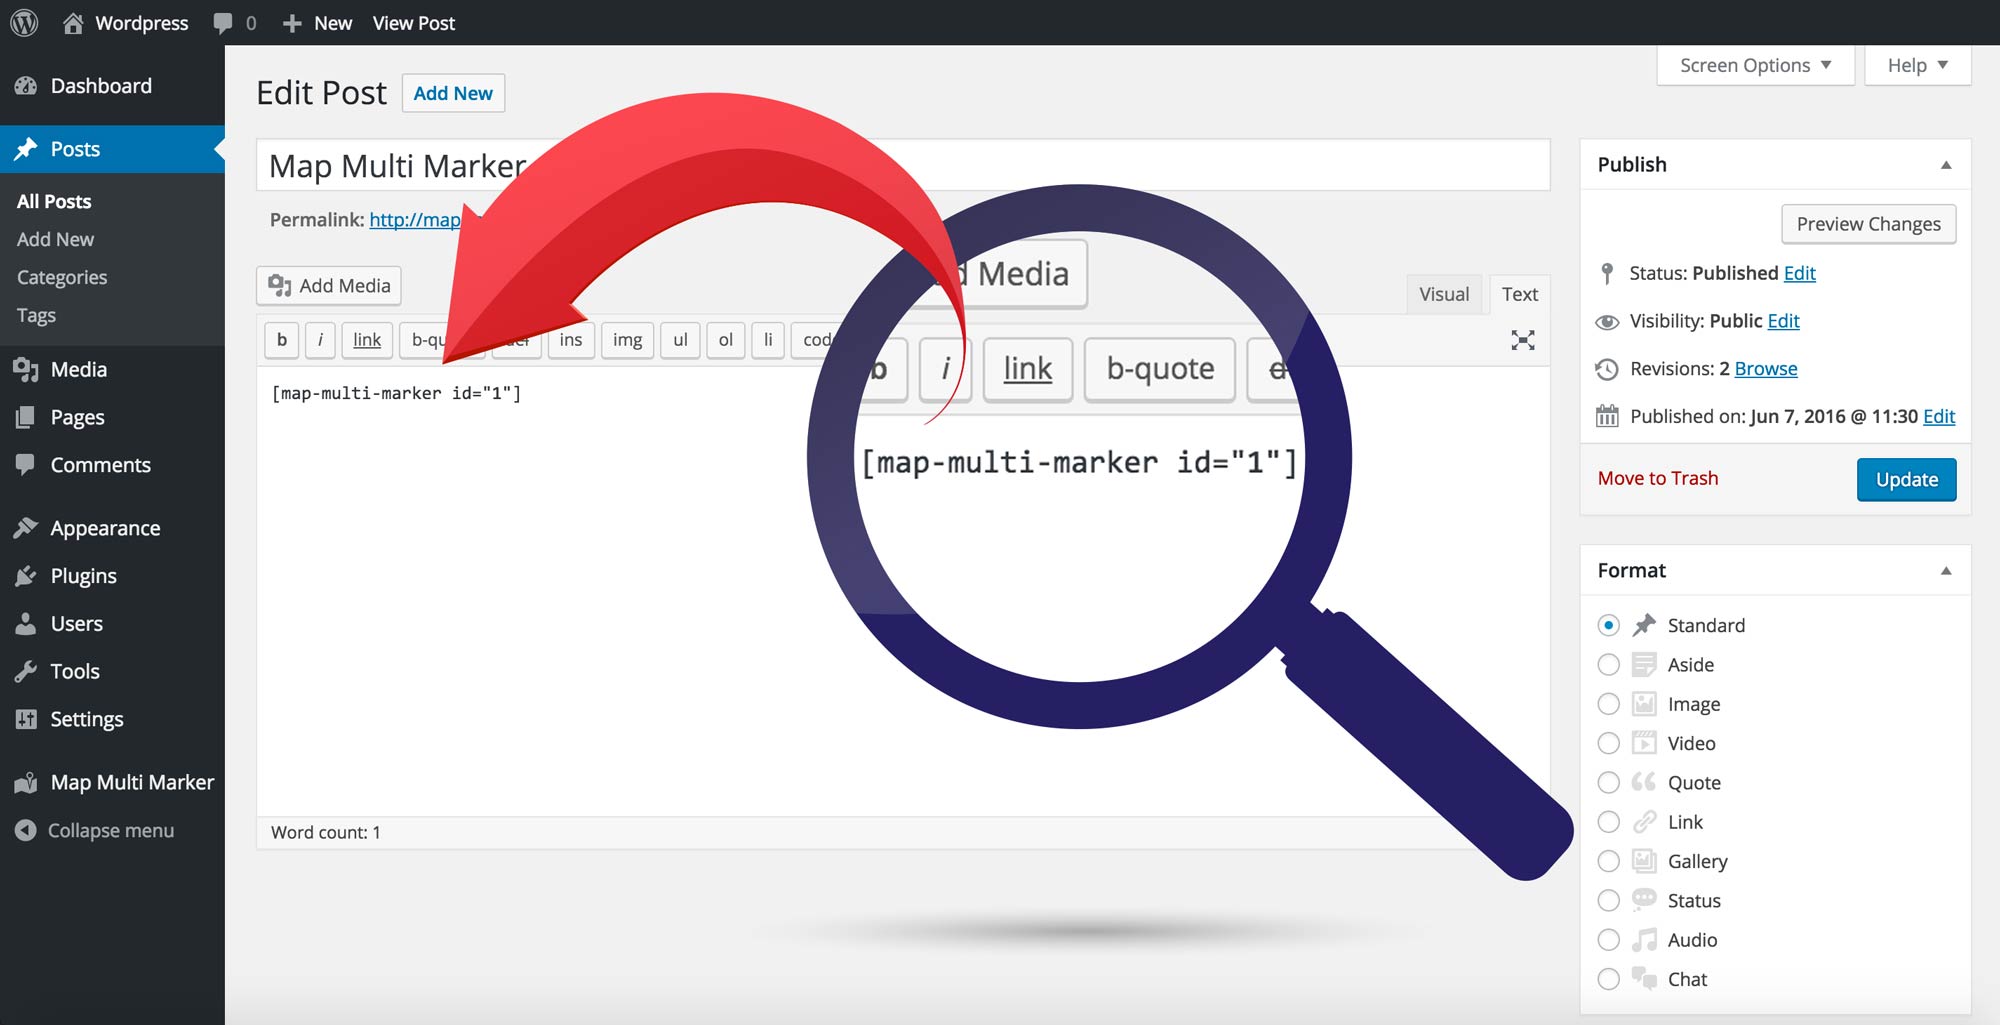 Wordpress 0 New View Post
Dashboard
Posts
All Posts
Add New
Categories
Tags
Media
Pages
Comments
Appearance
Plugins
Users
Tools
Settings
Map Multi Marker
Collapse menu
Screen Options Help
Edit Post Add New
Map Multi Marker
Permalink: http://map
Add Media
Visual Text
b i link b-qu ins img ul ol li cod
[map-multi-marker id="1"]
Word count: 1
d Media
b i link b-quote d
[map-multi-marker id="1"]
Publish
Preview Changes
Status: Published Edit
Visibility: Public Edit
Revisions: 2 Browse
Published on: Jun 7, 2016 @ 11:30 Edit
Move to Trash Update
Format
Standard
Aside
Image
Video
Quote
Link
Gallery
Status
Audio
Chat